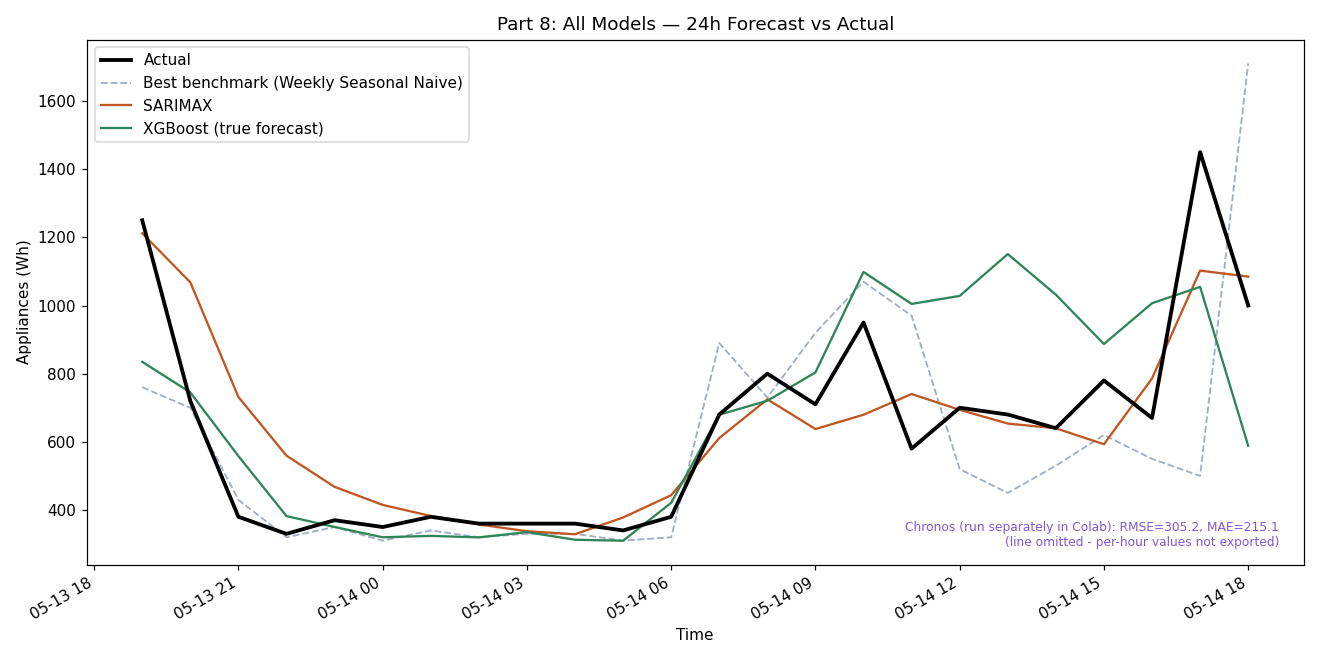 Part 8: All Models — 24h Forecast vs Actual
Actual
Best benchmark (Weekly Seasonal Naive)
SARIMAX
XGBoost (true forecast)
1600
1400
1200
1000
800
600
400
Appliances (Wh)
Chronos (run separately in Colab): RMSE=305.2, MAE=215.1
(line omitted - per-hour values not exported)
05-13 18
05-13 21
05-14 00
05-14 03
05-14 06
05-14 09
05-14 12
05-14 15
05-14 18
Time